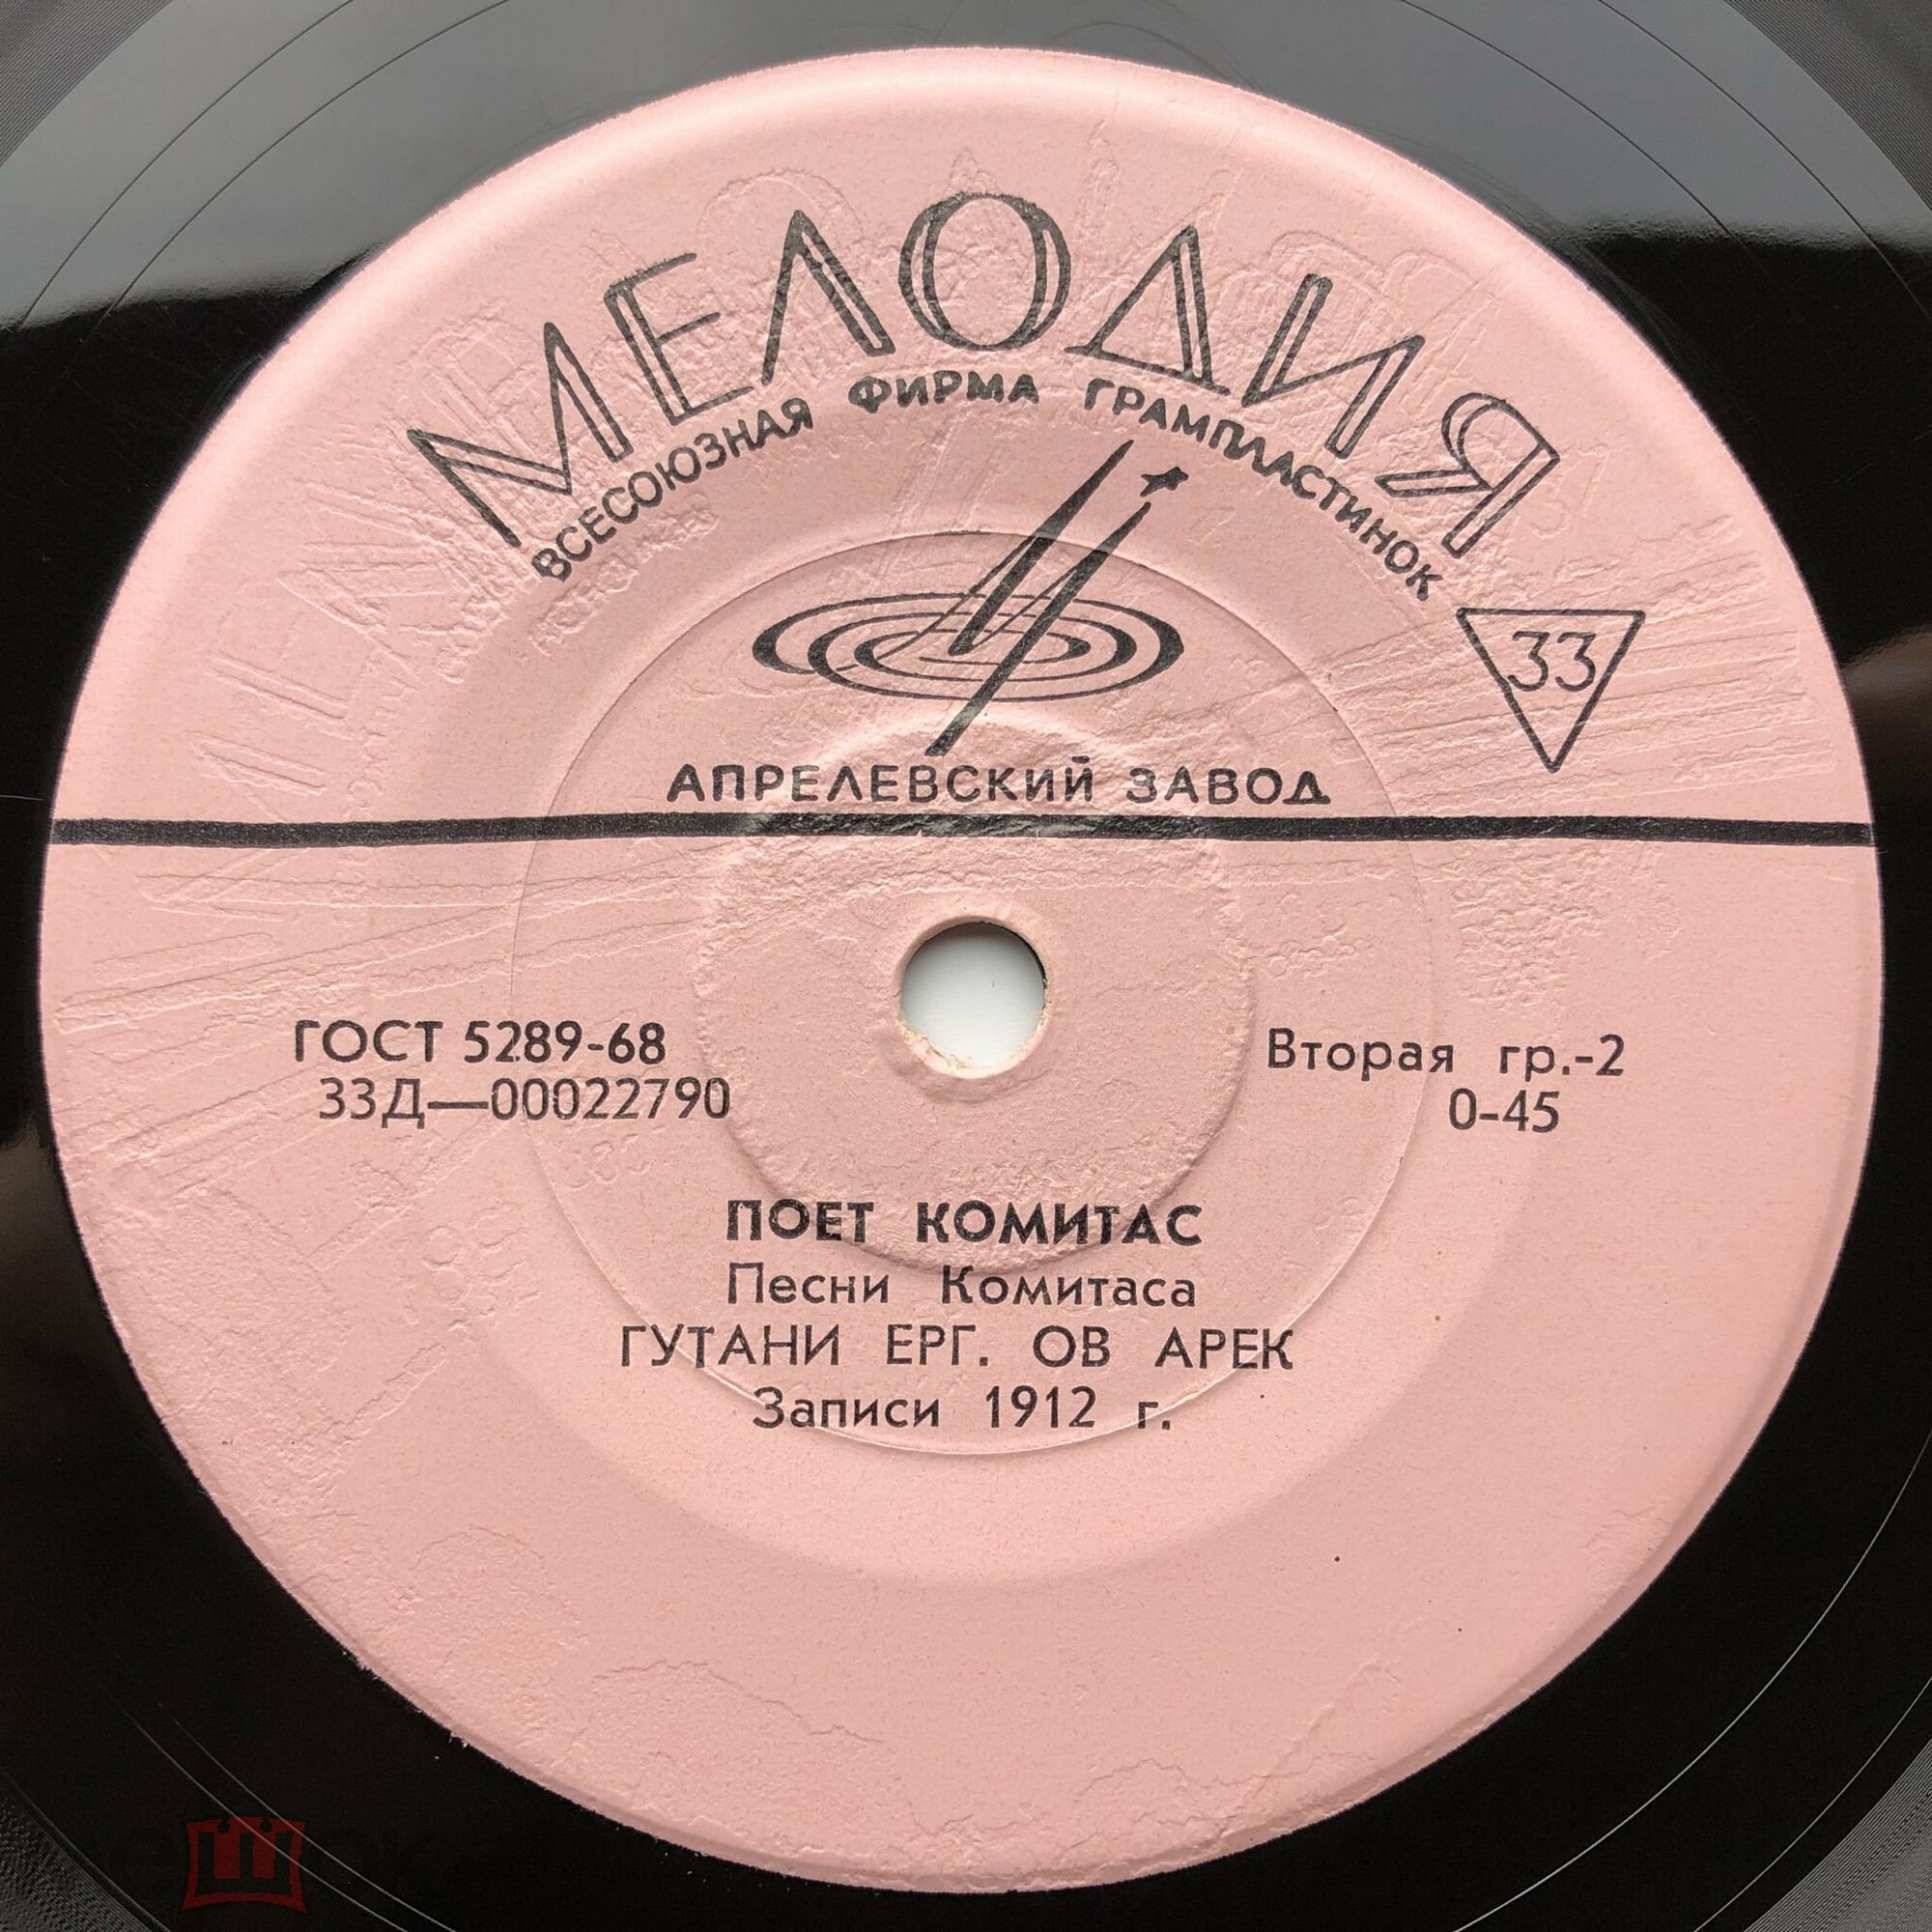 МЕЛОДИЯ
ВСЕСОЮЗНАЯ ФИРМА ГРАМПЛАСТИНОК
33
АПРЕЛЕВСКИЙ ЗАВОД
ГОСТ 5289-68
33Д—00022790
Вторая гр.-2
0-45
ПОЕТ КОМИТАС
Песни Комитаса
ГУТАНИ ЕРГ. ОВ АРЕК
Записи 1912 г.